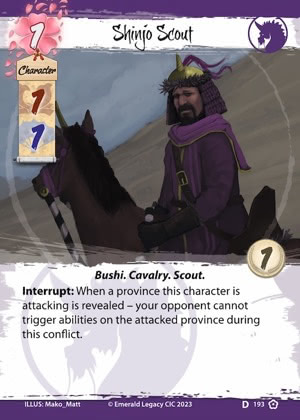 Shinjo Scout
1
Character
1
1
1
Bushi. Cavalry. Scout.
Interrupt: When a province this character is
attacking is revealed – your opponent cannot
trigger abilities on the attacked province during
this conflict.
ILLUS: Mako_Matt
© Emerald Legacy CIC 2023
D 193